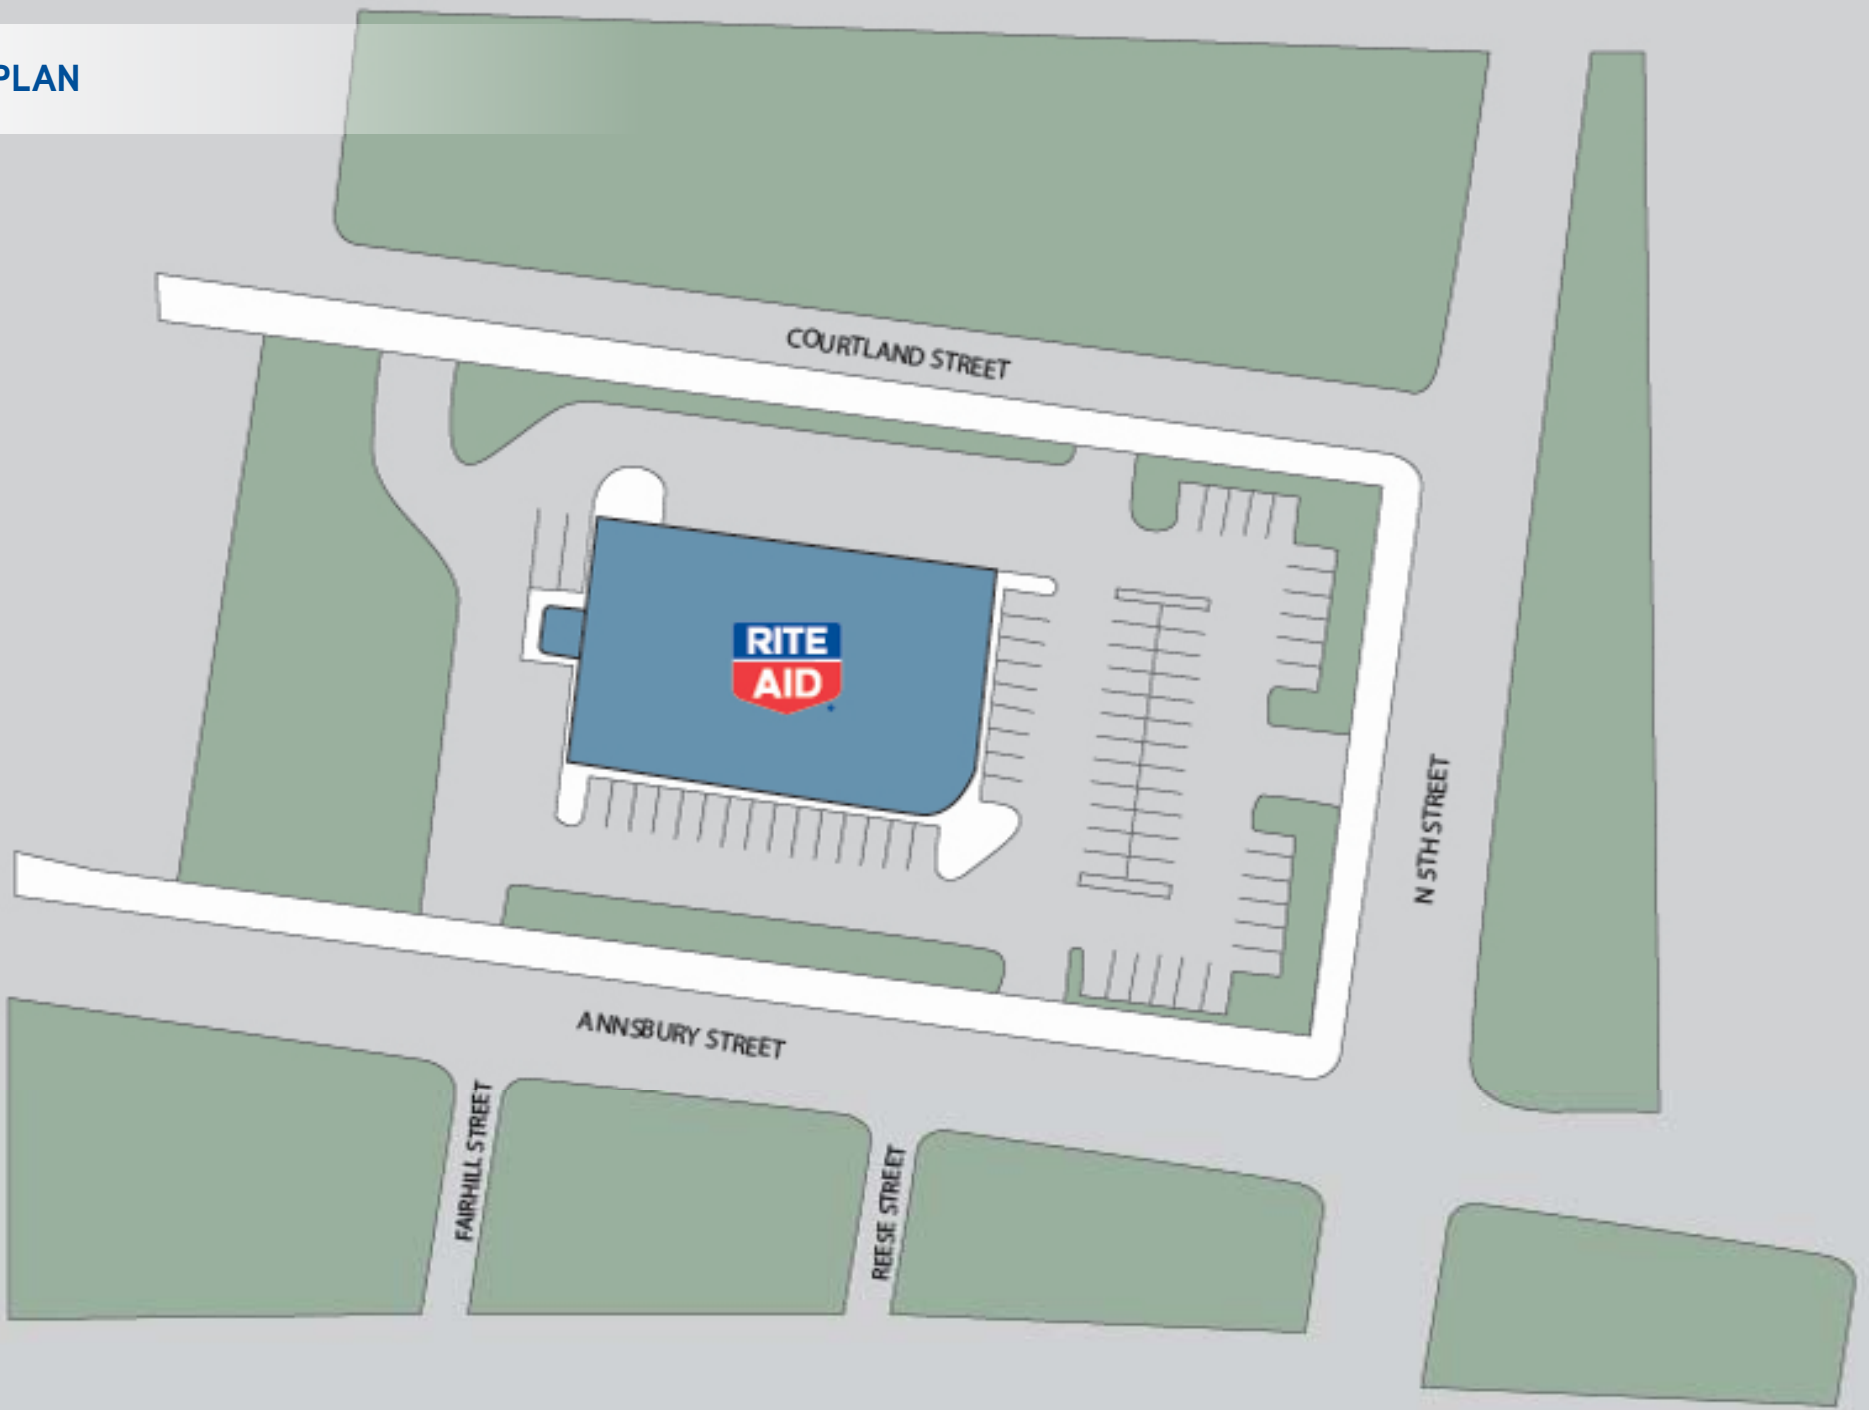 PLAN
COURTLAND STREET
RITE
AID
N 5TH STREET
ANNSBURY STREET
FAIRHILL STREET
REESE STREET